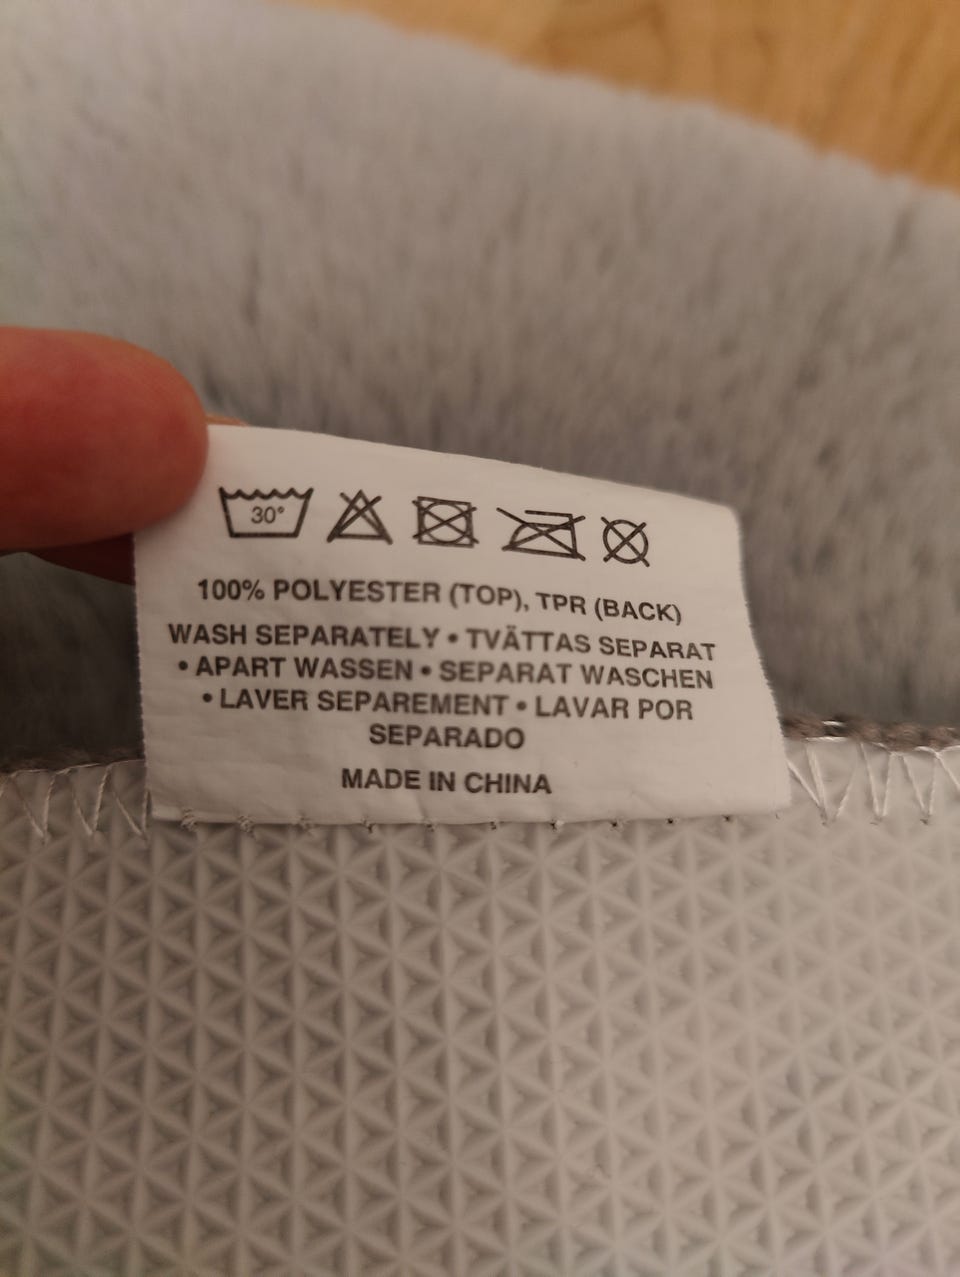 30°
100% POLYESTER (TOP), TPR (BACK)
WASH SEPARATELY • TVÄTTAS SEPARAT
• APART WASSEN • SEPARAT WASCHEN
• LAVER SEPAREMENT • LAVAR POR
SEPARADO
MADE IN CHINA